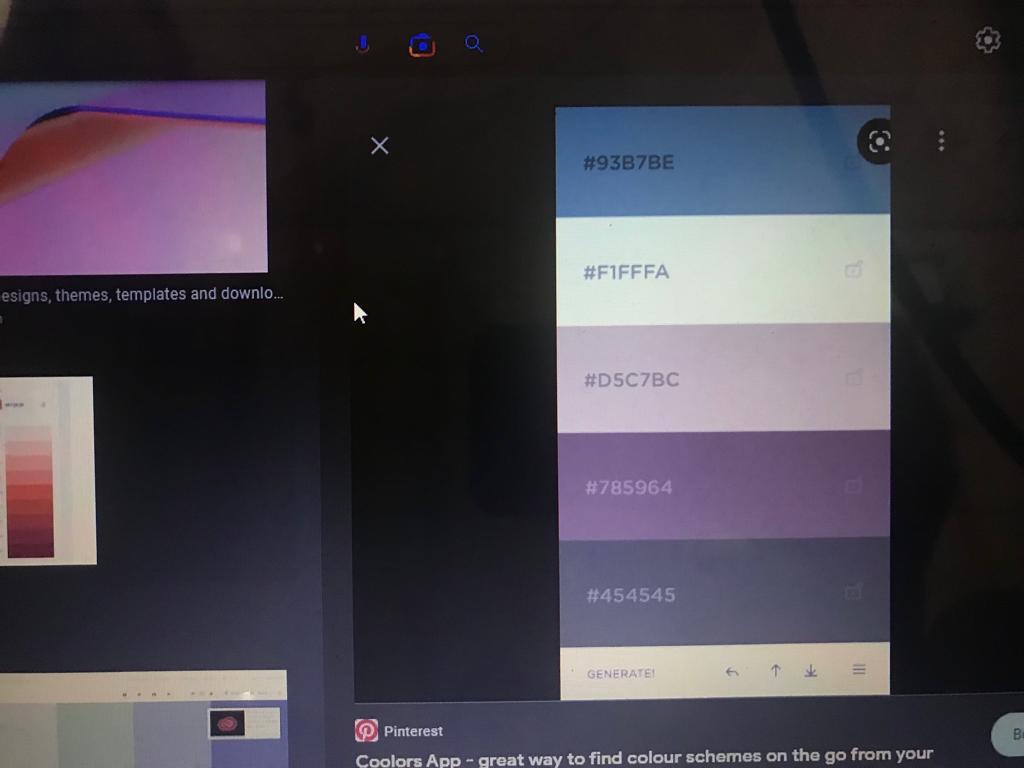 esigns, themes, templates and downlo...
#93B7BE
#F1FFFA
#D5C7BC
#785964
#454545
GENERATE!
Pinterest
Coolors App - great way to find colour schemes on the go from your